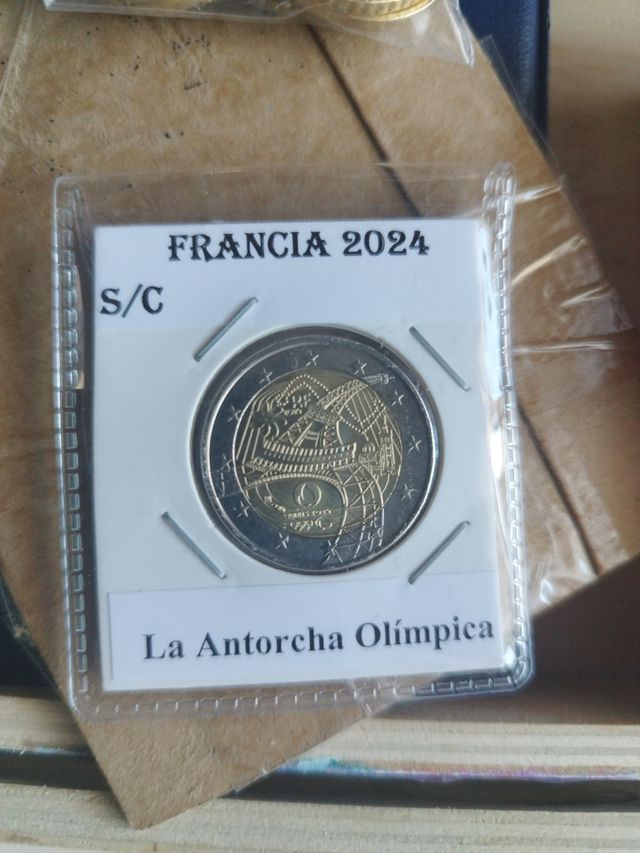 FRANCIA 2024
S/C
La Antorcha Olímpica